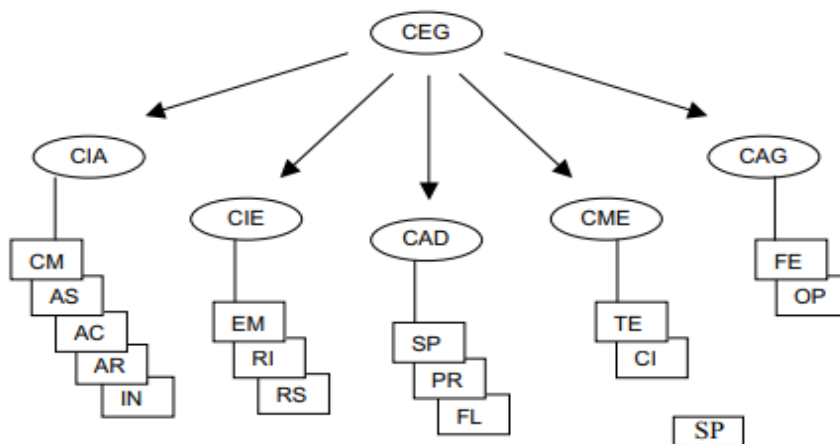 CEG
CIA
CAG
CIE
CAD
CME
CM
AS
AC
AR
IN
EM
RI
RS
SP
PR
FL
TE
CI
FE
OP
SP